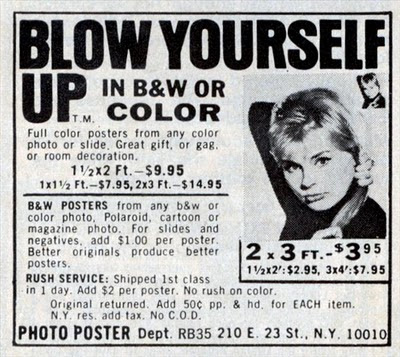 BLOW YOURSELF
UP T.M. IN B&W OR
COLOR
Full color posters from any color
photo or slide. Great gift, or gag,
or room decoration.
1½x2 Ft.—$9.95
1x1½ Ft.—$7.95, 2x3 Ft.—$14.95
B&W POSTERS from any b&w or
color photo, Polaroid, cartoon or
magazine photo. For slides and
negatives, add $1.00 per poster.
Better originals produce better
posters.
2 x 3 FT.-$3.95
1½x2': $2.95, 3x4': $7.95
RUSH SERVICE: Shipped 1st class
in 1 day. Add $2 per poster. No rush on color.
Original returned. Add 50¢ pp. & hd. for EACH item.
N.Y. res. add tax. No C.O.D.
PHOTO POSTER Dept. RB35 210 E. 23 St., N.Y. 10010